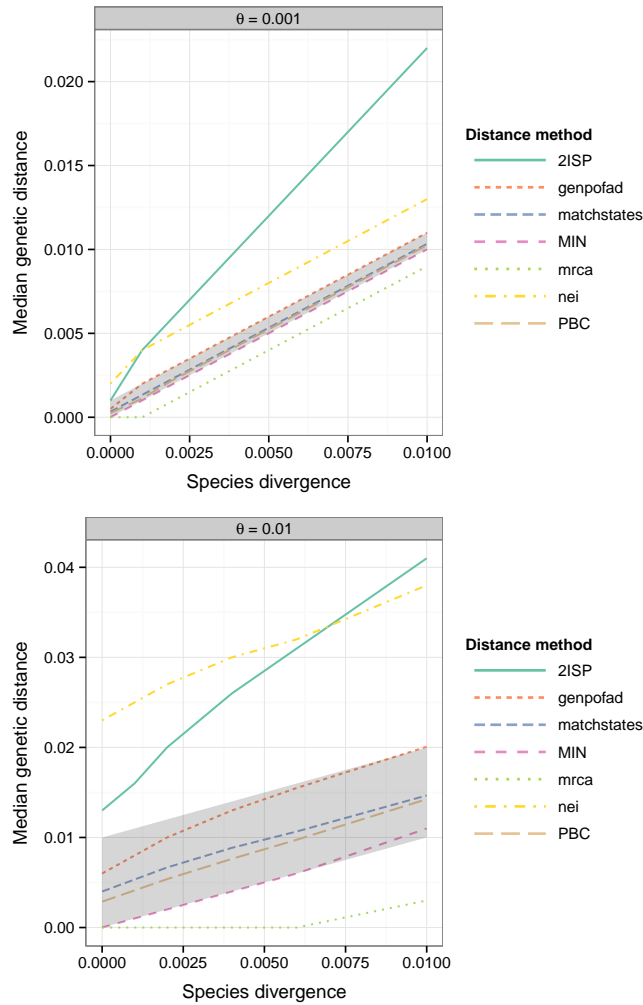 θ = 0.001
0.020
0.015
0.010
0.005
0.000
Median genetic distance
0.0000 0.0025 0.0050 0.0075 0.0100
Species divergence
Distance method
2ISP
genpofad
matchstates
MIN
mrca
nei
PBC
θ = 0.01
0.04
0.03
0.02
0.01
0.00
Median genetic distance
0.0000 0.0025 0.0050 0.0075 0.0100
Species divergence
Distance method
2ISP
genpofad
matchstates
MIN
mrca
nei
PBC